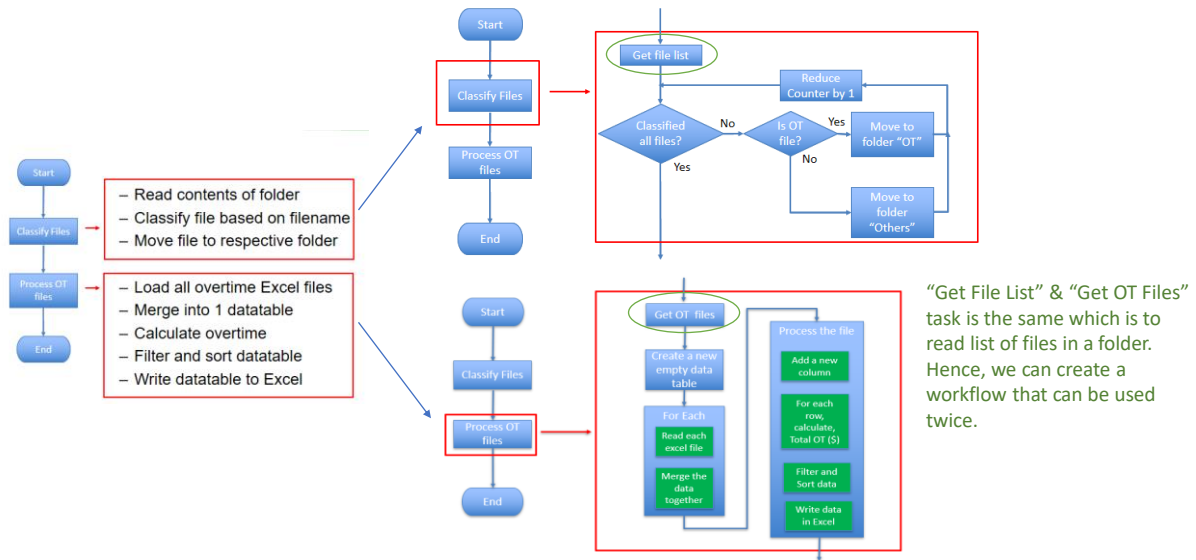 Start
Classify Files
Process OT
files
End
– Read contents of folder
– Classify file based on filename
– Move file to respective folder
– Load all overtime Excel files
– Merge into 1 datatable
– Calculate overtime
– Filter and sort datatable
– Write datatable to Excel
Start
Classify Files
Process OT
files
End
Get file list
Reduce
Counter by 1
Classified
all files?
No
Is OT
file?
Yes
Move to
folder “OT”
Yes
No
Move to
folder
“Others”
Start
Classify Files
Process OT
files
End
Get OT files
Create a new
empty data
table
For Each
Read each
excel file
Merge the
data
together
Process the file
Add a new
column
For each
row,
calculate,
Total OT ($)
Filter and
Sort data
Write data
in Excel
“Get File List” & “Get OT Files”
task is the same which is to
read list of files in a folder.
Hence, we can create a
workflow that can be used
twice.